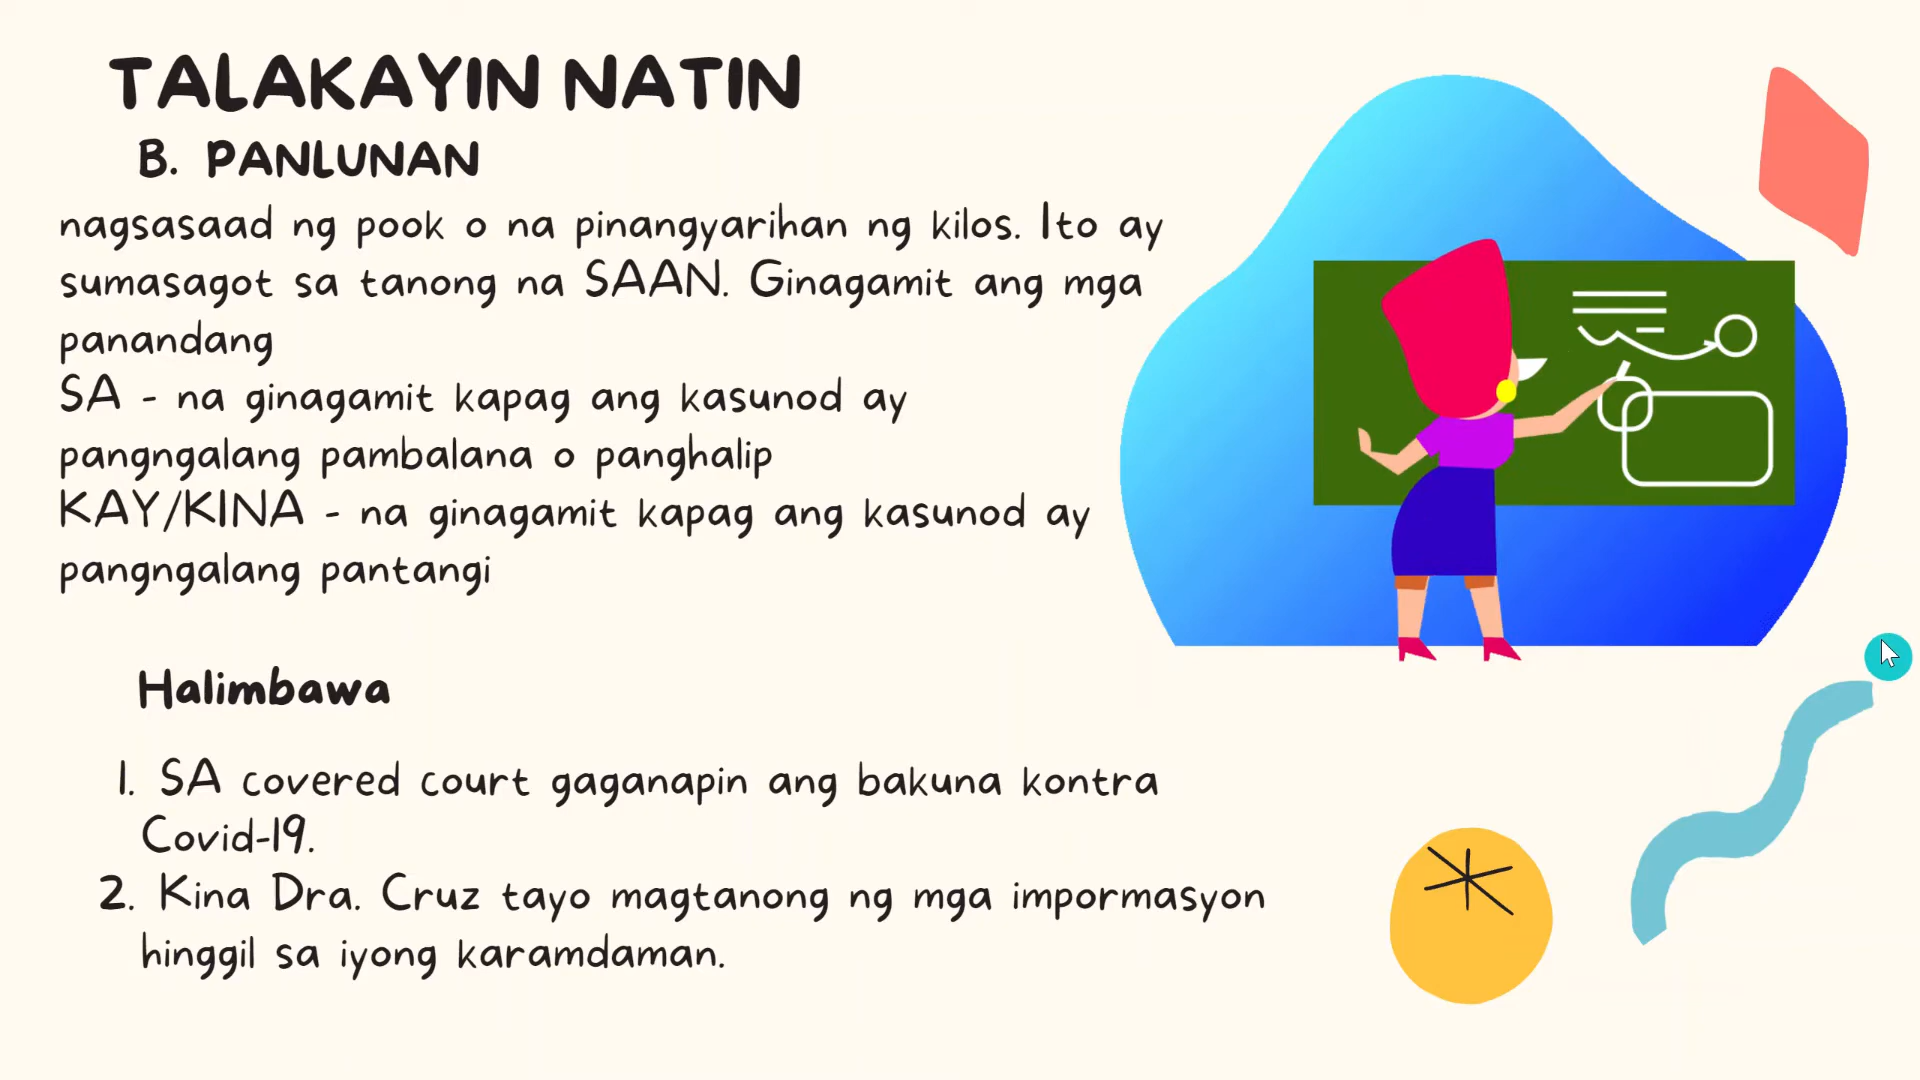 TALAKAYIN NATIN
B. PANLUNAN
nagsasaad ng pook o na pinangyarihan ng kilos. Ito ay
sumasagot sa tanong na SAAN. Ginagamit ang mga
panandang
SA - na ginagamit kapag ang kasunod ay
pangngalang pambalana o panghalip
KAY/KINA - na ginagamit kapag ang kasunod ay
pangngalang pantangi
Halimbawa
1. SA covered court gaganapin ang bakuna kontra
Covid-19.
2. Kina Dra. Cruz tayo magtanong ng mga impormasyon
hinggil sa iyong karamdaman.